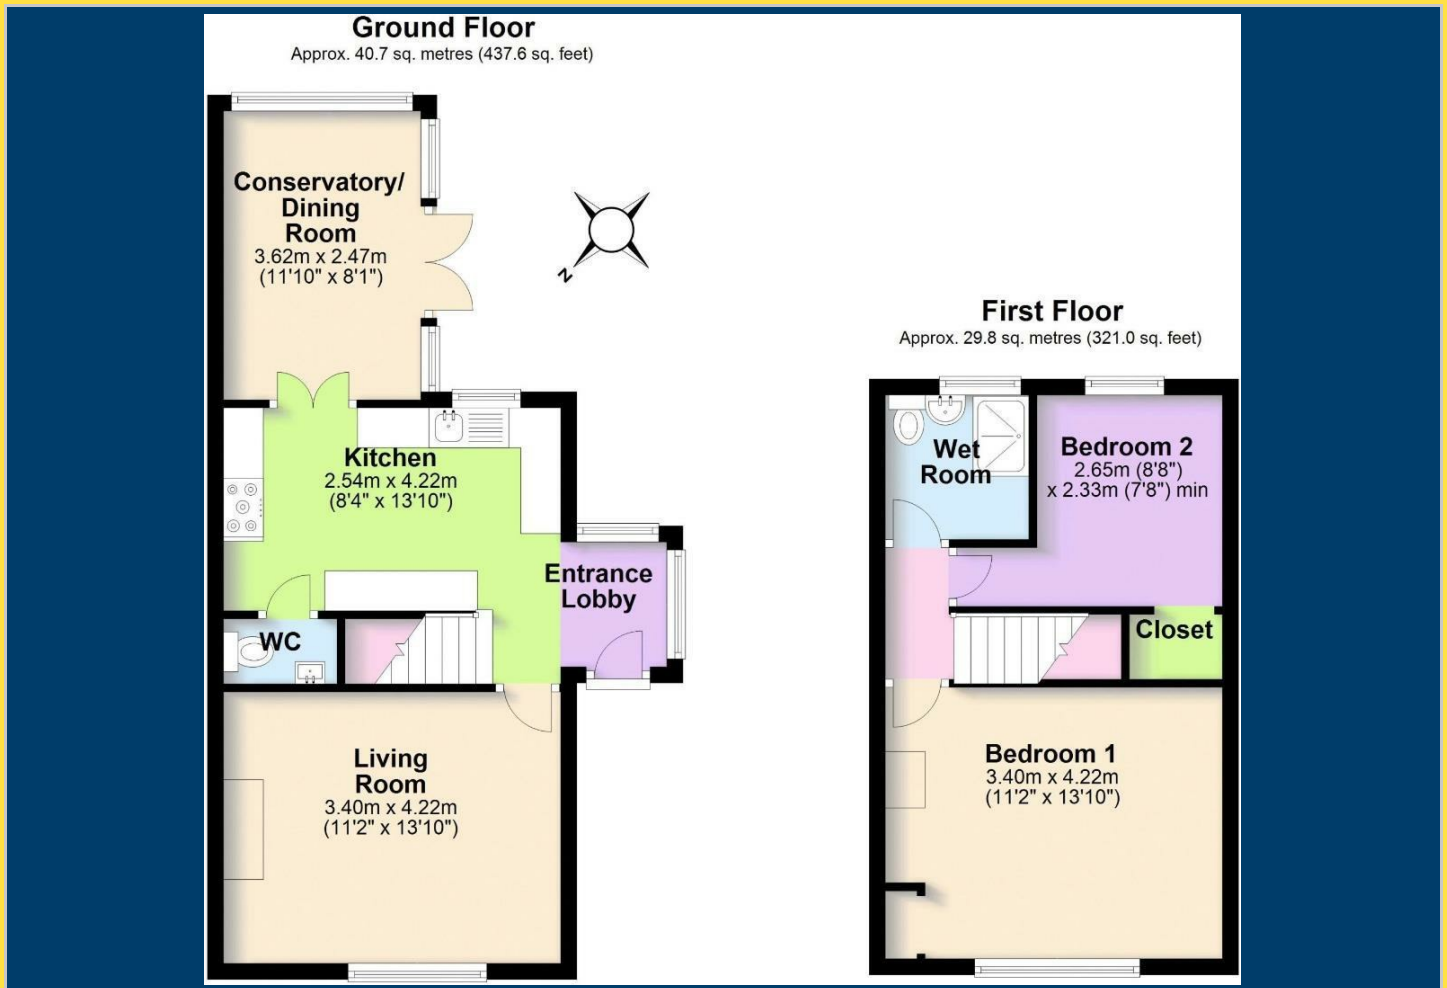 Ground Floor
Approx. 40.7 sq. metres (437.6 sq. feet)
Conservatory/
Dining
Room
3.62m x 2.47m
(11'10" x 8'1")
N
Kitchen
2.54m x 4.22m
(8'4" x 13'10")
Entrance
Lobby
WC
Living
Room
3.40m x 4.22m
(11'2" x 13'10")
First Floor
Approx. 29.8 sq. metres (321.0 sq. feet)
Wet
Room
Bedroom 2
2.65m (8'8")
x 2.33m (7'8") min
Closet
Bedroom 1
3.40m x 4.22m
(11'2" x 13'10")